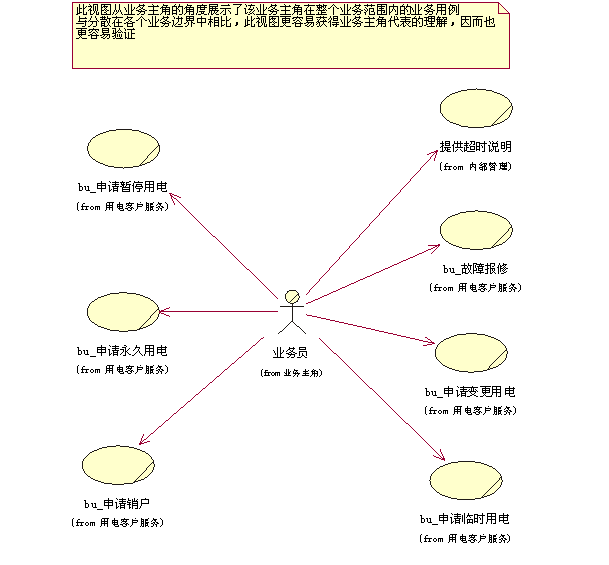 此视图从业务主角的角度展示了该业务主角在整个业务范围内的业务用例
与分散在各个业务边界中相比，此视图更容易获得业务主角代表的理解，因而也
更容易验证
提供超时说明
(from 内部管理)
bu_申请暂停用电
(from 用电客户服务)
bu_故障报修
(from 用电客户服务)
bu_申请永久用电
(from 用电客户服务)
业务员
(from 业务主角)
bu_申请变更用电
(from 用电客户服务)
bu_申请销户
(from 用电客户服务)
bu_申请临时用电
(from 用电客户服务)